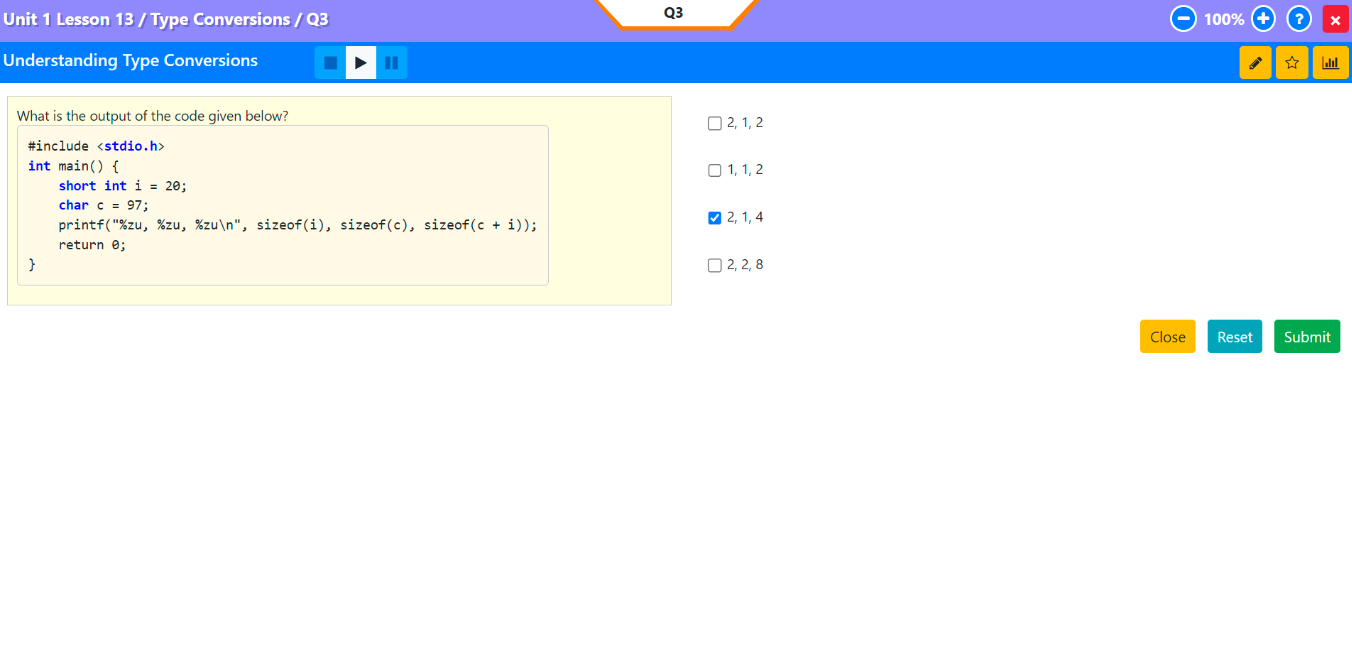 Unit 1 Lesson 13 / Type Conversions / Q3
Q3
100%
?
Understanding Type Conversions
What is the output of the code given below?
#include <stdio.h>
int main() {
    short int i = 20;
    char c = 97;
    printf("%zu, %zu, %zu\n", sizeof(i), sizeof(c), sizeof(c + i));
    return 0;
}
2, 1, 2
1, 1, 2
2, 1, 4
2, 2, 8
Close
Reset
Submit